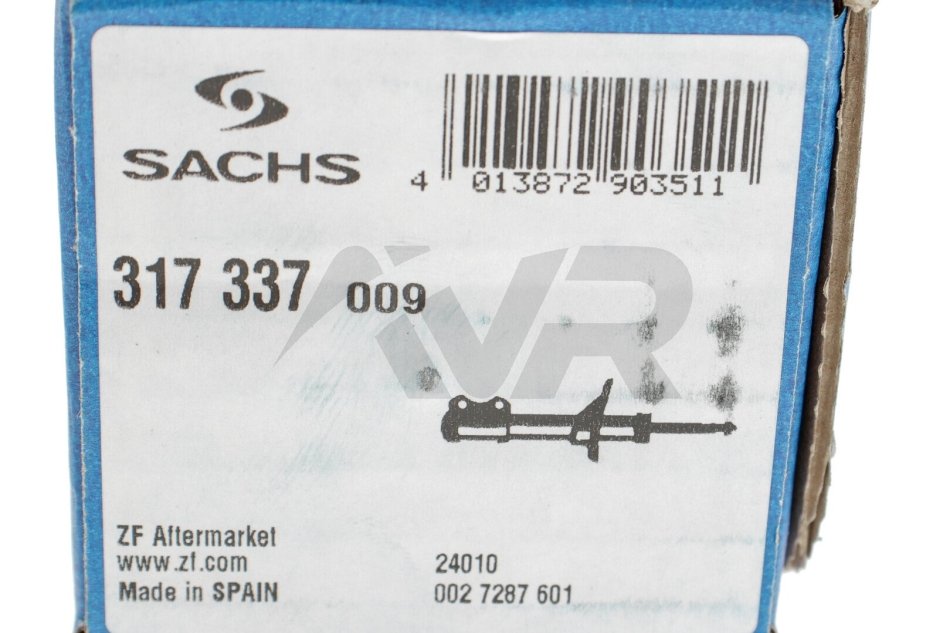 SACHS
4 013872 903511
317 337 009
WR
ZF Aftermarket
www.zf.com
Made in SPAIN
24010
002 7287 601